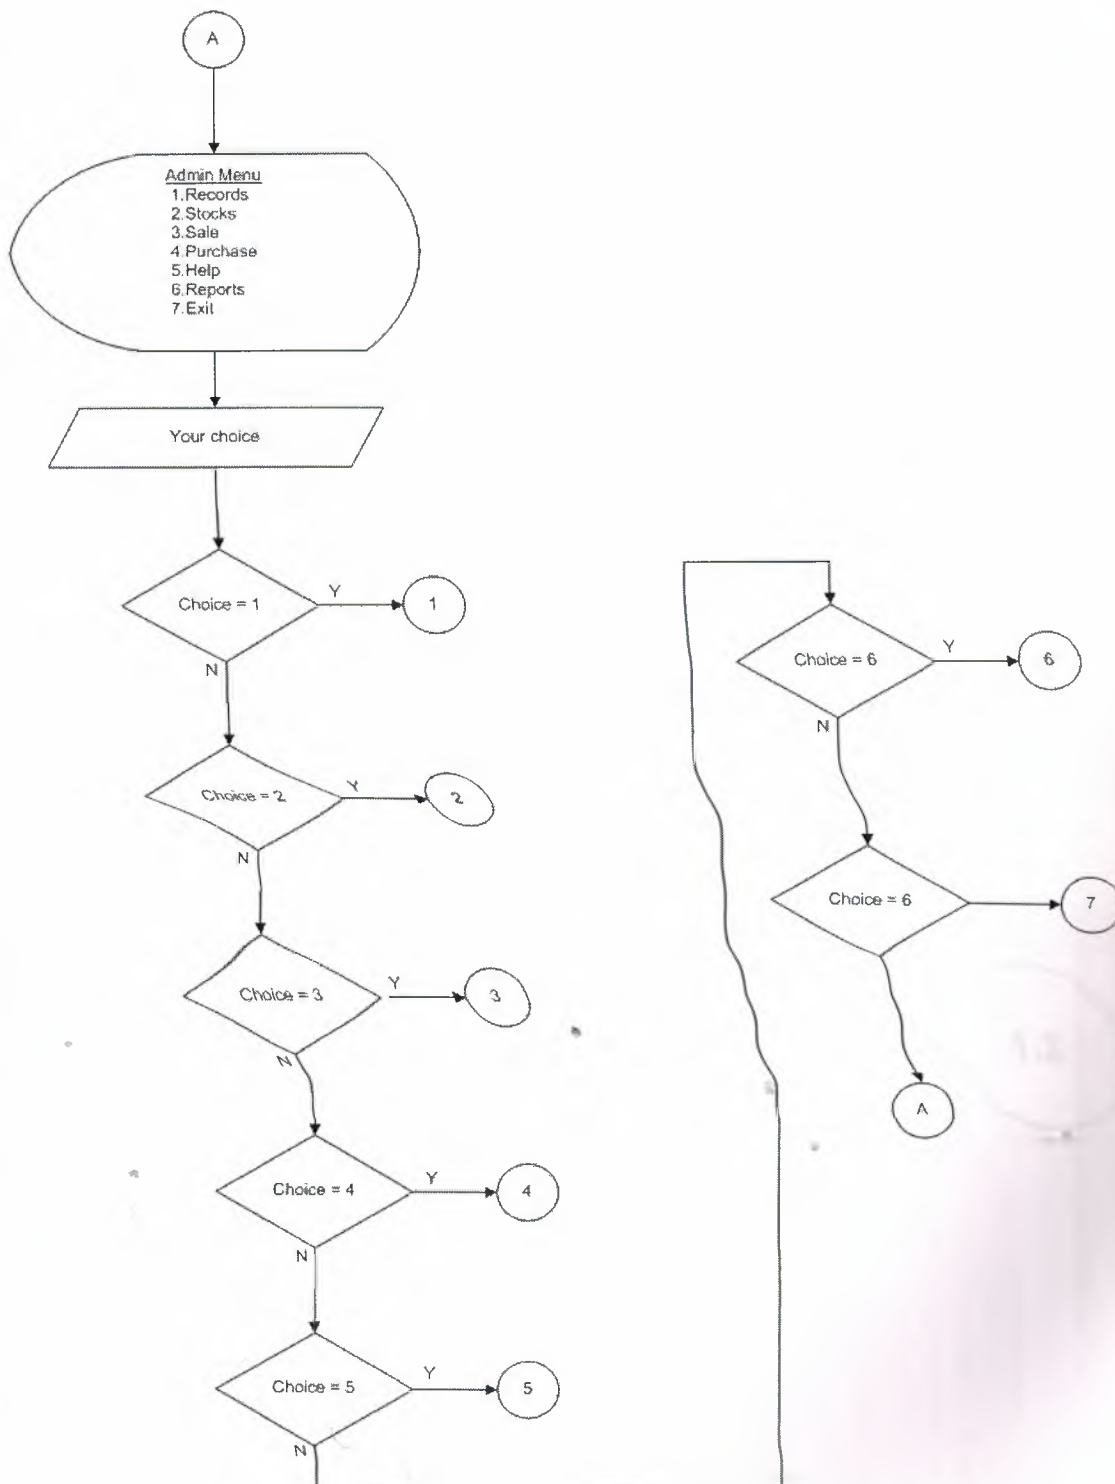 A
Admin Menu
1.Records
2.Stocks
3.Sale
4.Purchase
5.Help
6.Reports
7.Exit
Your choice
Choice = 1
Y
1
N
Choice = 2
Y
2
N
Choice = 3
Y
3
N
Choice = 4
Y
4
N
Choice = 5
Y
5
N
Choice = 6
Y
6
N
Choice = 6
7
A